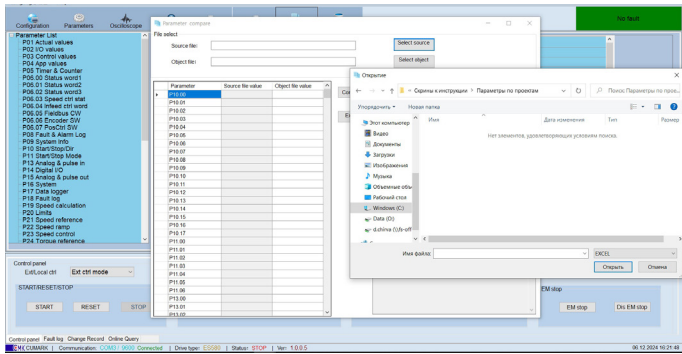 Configuration Parameters Oscilloscope
No fault
Parameter List
P01 Actual values
P02 I/O values
P03 Control values
P04 App values
P05 Timer & Counter
P06.00 Status word1
P06.01 Status word2
P06.02 Status word3
P06.03 Speed ctrl stat
P06.04 Infeed ctrl word
P06.05 Fieldbus CW
P06.06 Encoder SW
P06.07 PosCtrl SW
P08 Fault & Alarm Log
P09 System info
P10 Start/Stop/Dir
P11 Start/Stop Mode
P13 Analog & pulse in
P14 Digital I/O
P15 Analog & pulse out
P16 System
P17 Data logger
P18 Fault log
P19 Speed calculation
P20 Limits
P21 Speed reference
P22 Speed ramp
P23 Speed control
P24 Torque reference
Parameter compare
File select
Source file:
Select source
Object file:
Select object
Parameter Source file value Object file value
P10.00
P10.01
P10.02
P10.03
P10.04
P10.05
P10.06
P10.07
P10.08
P10.09
P10.10
P10.11
P10.12
P10.13
P10.14
P10.15
P10.16
P10.17
P11.00
P11.01
P11.02
P11.03
P11.04
P11.05
P11.06
P13.00
P13.01
P13.02
Открытие
« Скрины к инструкции › Параметры по проектам
Поиск: Параметры по проек...
Упорядочить Новая папка
Имя Дата изменения Тип Размер
Нет элементов, удовлетворяющих условиям поиска.
Этот компьютер
Видео
Документы
Загрузки
Изображения
Музыка
Объемные объ
Рабочий стол
Windows (C:)
Data (D:)
Имя файла:
EXCEL
Открыть Отмена
Control panel
Ext/Local ctrl Ext ctrl mode
START/RESET/STOP
START RESET STOP
EM stop
EM stop Drs EM stop
Control panel Fault log Change Record Online Query
CUMARK | Communication: COM3 / 9600 Connected | Drive type: ES580 | Status: STOP | Ver: 1.0.0.5
06.12.2024 16:21:48